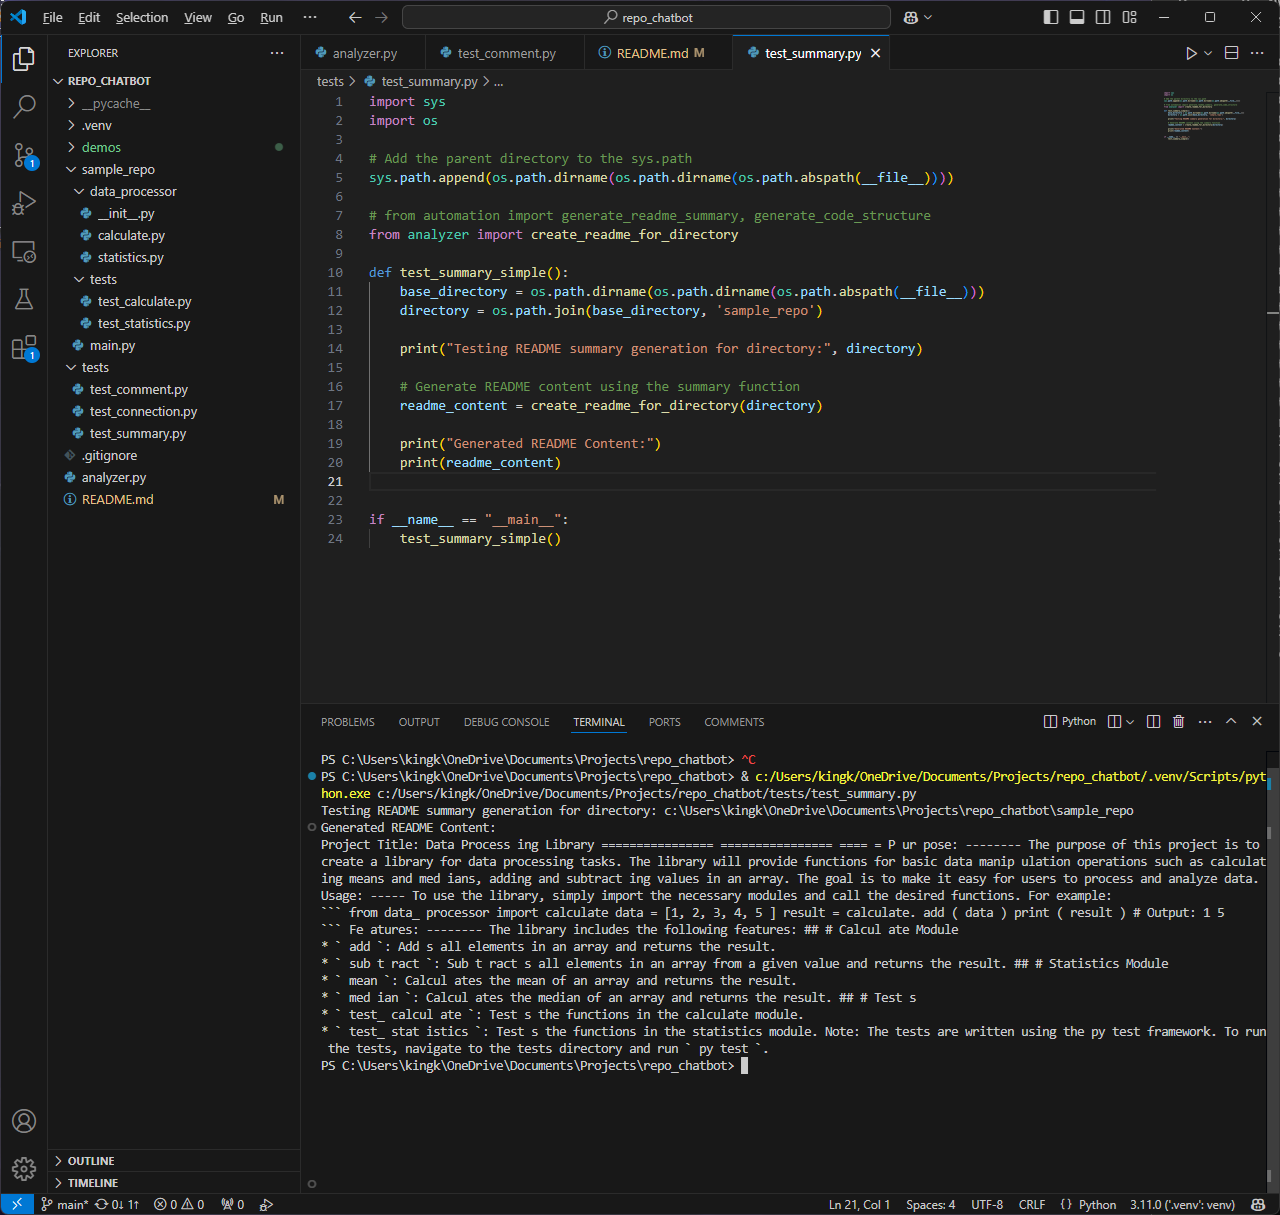 File Edit Selection View Go Run ··· repo_chatbot
EXPLORER
REPO_CHATBOT
__pycache__
.venv
demos
sample_repo
data_processor
__init__.py
calculate.py
statistics.py
tests
test_calculate.py
test_statistics.py
main.py
tests
test_comment.py
test_connection.py
test_summary.py
.gitignore
analyzer.py
README.md M
OUTLINE
TIMELINE
1
1
analyzer.py test_comment.py README.md M test_summary.py
tests > test_summary.py > ...
1 import sys
2 import os
3
4 # Add the parent directory to the sys.path
5 sys.path.append(os.path.dirname(os.path.dirname(os.path.abspath(__file__))))
6
7 # from automation import generate_readme_summary, generate_code_structure
8 from analyzer import create_readme_for_directory
9
10 def test_summary_simple():
11 base_directory = os.path.dirname(os.path.dirname(os.path.abspath(__file__)))
12 directory = os.path.join(base_directory, 'sample_repo')
13
14 print("Testing README summary generation for directory:", directory)
15
16 # Generate README content using the summary function
17 readme_content = create_readme_for_directory(directory)
18
19 print("Generated README Content:")
20 print(readme_content)
21
22
23 if __name__ == "__main__":
24 test_summary_simple()
PROBLEMS OUTPUT DEBUG CONSOLE TERMINAL PORTS COMMENTS Python
PS C:\Users\kingk\OneDrive\Documents\Projects\repo_chatbot> ^C
PS C:\Users\kingk\OneDrive\Documents\Projects\repo_chatbot> & c:/Users/kingk/OneDrive/Documents/Projects/repo_chatbot/.venv/Scripts/pyt
hon.exe c:/Users/kingk/OneDrive/Documents/Projects/repo_chatbot/tests/test_summary.py
Testing README summary generation for directory: c:\Users\kingk\OneDrive\Documents\Projects\repo_chatbot\sample_repo
Generated README Content:
Project Title: Data Process ing Library ================ ================ ==== = P ur pose: -------- The purpose of this project is to
create a library for data processing tasks. The library will provide functions for basic data manip ulation operations such as calculat
ing means and med ians, adding and subtract ing values in an array. The goal is to make it easy for users to process and analyze data.
Usage: ----- To use the library, simply import the necessary modules and call the desired functions. For example:
``` from data_ processor import calculate data = [1, 2, 3, 4, 5 ] result = calculate. add ( data ) print ( result ) # Output: 1 5
``` Fe atures: -------- The library includes the following features: ## # Calcul ate Module
* ` add `: Add s all elements in an array and returns the result.
* ` sub t ract `: Sub t ract s all elements in an array from a given value and returns the result. ## # Statistics Module
* ` mean `: Calcul ates the mean of an array and returns the result.
* ` med ian `: Calcul ates the median of an array and returns the result. ## # Test s
* ` test_ calcul ate `: Test s the functions in the calculate module.
* ` test_ stat istics `: Test s the functions in the statistics module. Note: The tests are written using the py test framework. To run
the tests, navigate to the tests directory and run ` py test `.
PS C:\Users\kingk\OneDrive\Documents\Projects\repo_chatbot>
main* 0↓ 1↑ 0 0 0 Ln 21, Col 1 Spaces: 4 UTF-8 CRLF { } Python 3.11.0 ('.venv': venv)